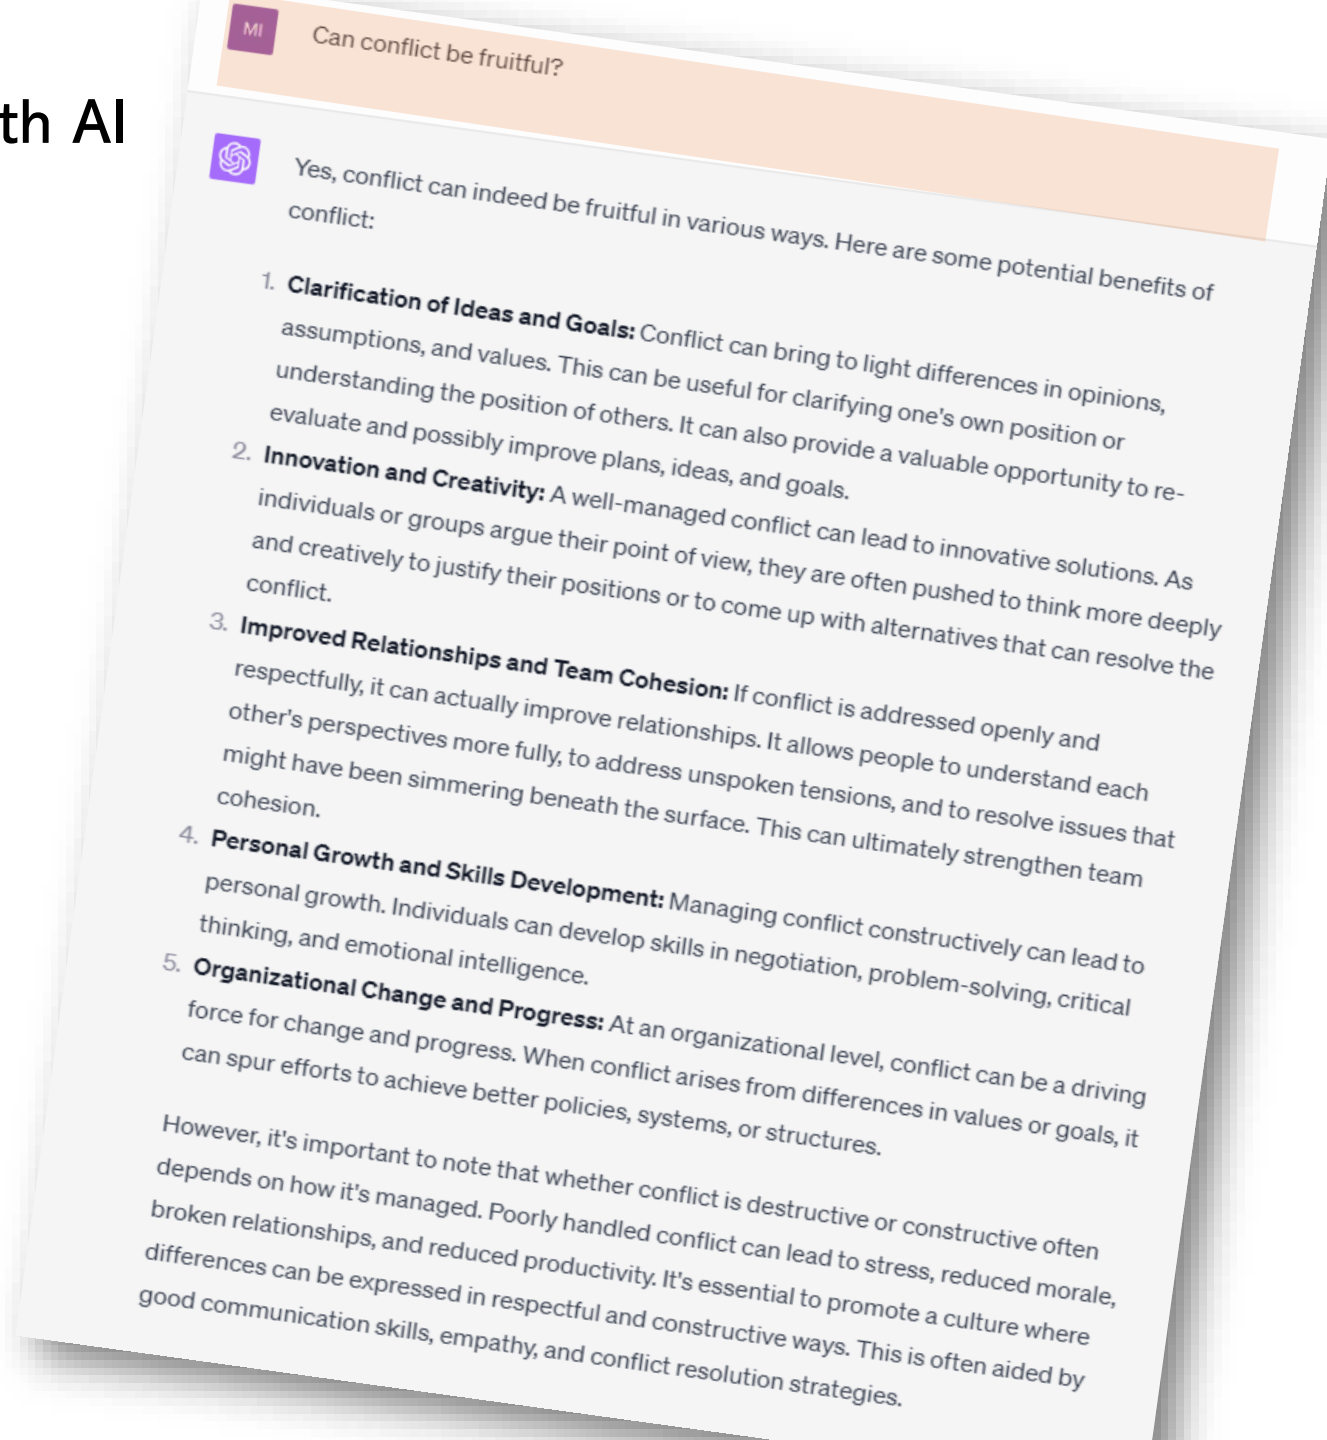 th AI
MI
Can conflict be fruitful?
Yes, conflict can indeed be fruitful in various ways. Here are some potential benefits of
conflict:
1. Clarification of Ideas and Goals: Conflict can bring to light differences in opinions,
assumptions, and values. This can be useful for clarifying one's own position or
understanding the position of others. It can also provide a valuable opportunity to re-
evaluate and possibly improve plans, ideas, and goals.
2. Innovation and Creativity: A well-managed conflict can lead to innovative solutions. As
individuals or groups argue their point of view, they are often pushed to think more deeply
and creatively to justify their positions or to come up with alternatives that can resolve the
conflict.
3. Improved Relationships and Team Cohesion: If conflict is addressed openly and
respectfully, it can actually improve relationships. It allows people to understand each
other's perspectives more fully, to address unspoken tensions, and to resolve issues that
might have been simmering beneath the surface. This can ultimately strengthen team
cohesion.
4. Personal Growth and Skills Development: Managing conflict constructively can lead to
personal growth. Individuals can develop skills in negotiation, problem-solving, critical
thinking, and emotional intelligence.
5. Organizational Change and Progress: At an organizational level, conflict can be a driving
force for change and progress. When conflict arises from differences in values or goals, it
can spur efforts to achieve better policies, systems, or structures.
However, it's important to note that whether conflict is destructive or constructive often
depends on how it's managed. Poorly handled conflict can lead to stress, reduced morale,
broken relationships, and reduced productivity. It's essential to promote a culture where
differences can be expressed in respectful and constructive ways. This is often aided by
good communication skills, empathy, and conflict resolution strategies.